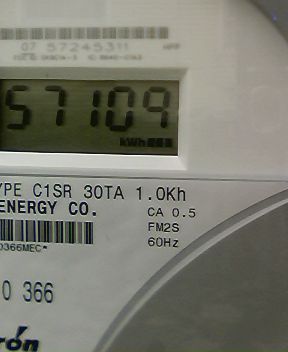 07 57245311
57109
kWh
YPE C1SR 30TA 1.0Kh
ENERGY CO.
CA 0.5
FM2S
60Hz
0366MEC*
0 366
rón